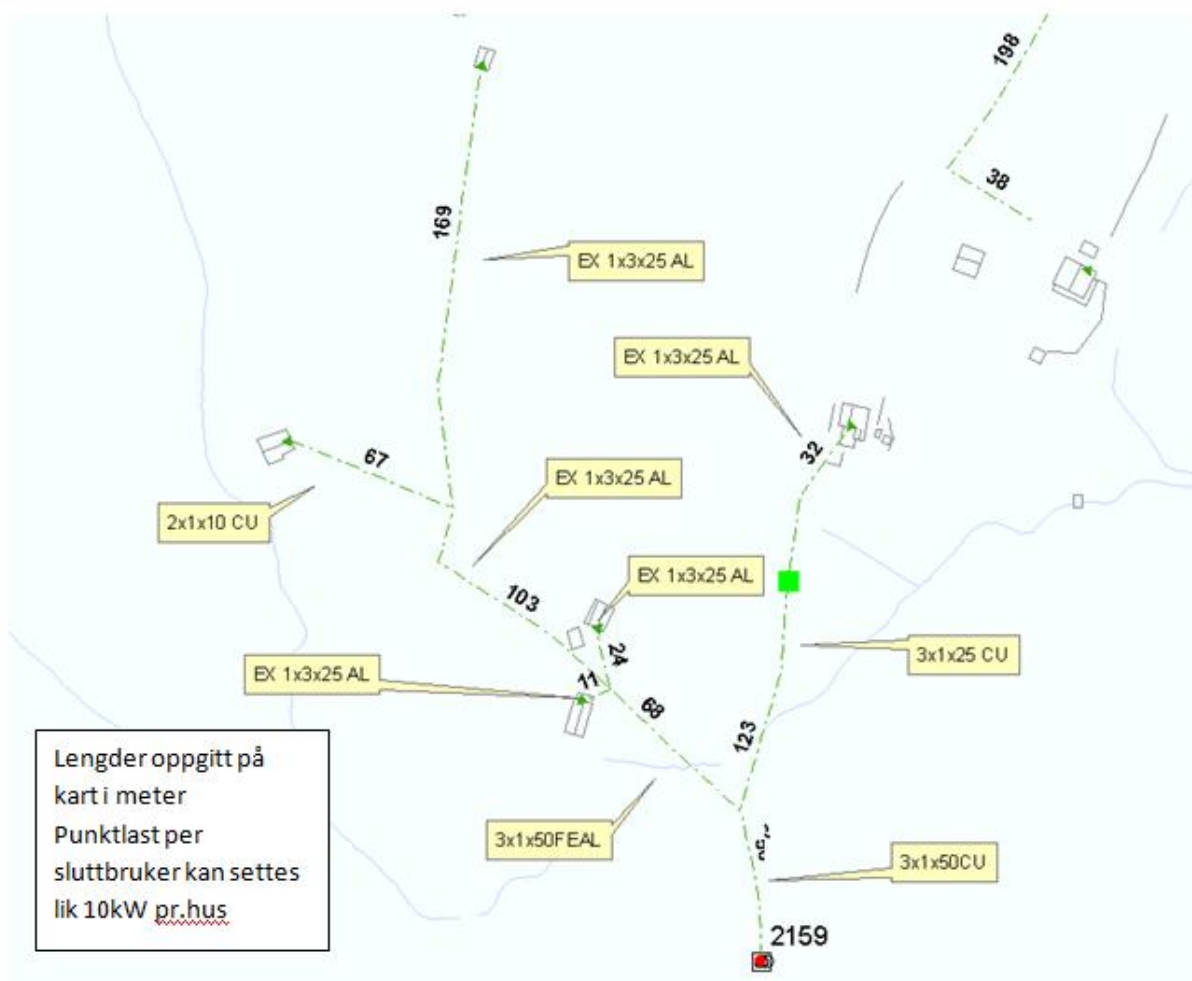 198
38
169
EX 1x3x25 AL
EX 1x3x25 AL
32
67
EX 1x3x25 AL
2x1x10 CU
103
EX 1x3x25 AL
24
3x1x25 CU
EX 1x3x25 AL
11
68
123
3x1x50FEAL
3x1x50CU
2159
Lengder oppgitt på
kart i meter
Punktlast per
sluttbruker kan settes
lik 10kW pr.hus